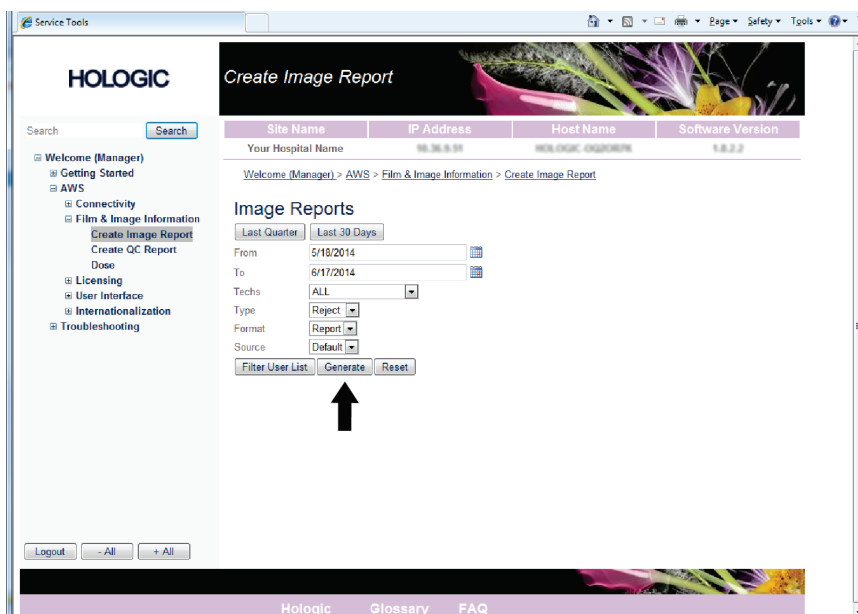 Service Tools
Page Safety Tools
HOLOGIC
Create Image Report
Search Search
Site Name IP Address Host Name Software Version
Your Hospital Name 1.8.2.2
Welcome (Manager)
Getting Started
AWS
Connectivity
Film & Image Information
Create Image Report
Create QC Report
Dose
Licensing
User Interface
Internationalization
Troubleshooting
Welcome (Manager) > AWS > Film & Image Information > Create Image Report
Image Reports
Last Quarter Last 30 Days
From 5/18/2014
To 6/17/2014
Techs ALL
Type Reject
Format Report
Source Default
Filter User List Generate Reset
Logout - All + All
Hologic Glossary FAQ